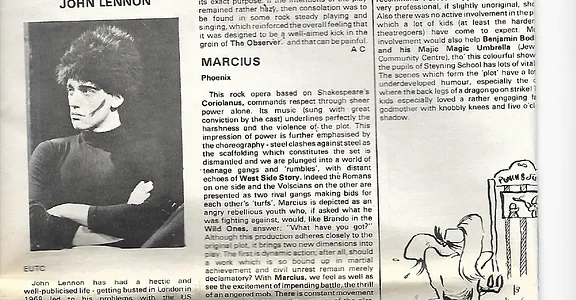 JOHN LENNON
EUTC
John Lennon has had a hectic and
well-publicised life - getting busted in London in
1968 led to his problems with the US
its exact purpose. If the intentions of the play
remained rather hazy, then consolation was to
be found in some rock steady playing and
singing, which reinforced the overall feeling that
it was designed to be a well-aimed kick in the
groin of The Observer - and that can be painful.
A C
MARCIUS
Phoenix
This rock opera based on Shakespeare's
Coriolanus, commands respect through sheer
power alone. Its music (sung with great
conviction by the cast) underlines perfectly the
harshness and the violence of the plot. This
impression of power is further emphasised by
the choreography - steel clashes against steel as
the scaffolding which constitutes the set is
dismantled and we are plunged into a world of
teenage gangs and 'rumbles', with distant
echoes of West Side Story. Indeed the Romans
on one side and the Volscians on the other are
presented as two rival gangs making bids for
each other's 'turfs'. Marcius is depicted as an
angry rebellious youth who, if asked what he
was fighting against, would, like Brando in the
Wild Ones, answer: "What have you got?"
Although this production adheres closely to the
original plot, it brings two new dimensions into
play. The first is dynamic action; after all, should
a work which is so bound up in martial
achievement and civil unrest remain merely
declamatory? With Marcius, we feel as well as
see the excitement of impending battle, the thrill
of an angered mob. There is constant movement
very professional, if slightly unoriginal, sho
Also there was no active involvement in the p
which a lot of kids (at least the harder
theatregoers) have come to expect. Mo
involvement would also help Benjamin Bod
and his Majic Magic Umbrella (Jew
Community Centre), tho' this colourful show
the pupils of Steyning School has lots of vital
The scenes form the 'plot' have a lot
underdeveloped humour, especially the o
where the back legs of a dragon go on strike!
kids especially loved a rather engaging fa
godmother with knobbly knees and five o'cl
shadow.